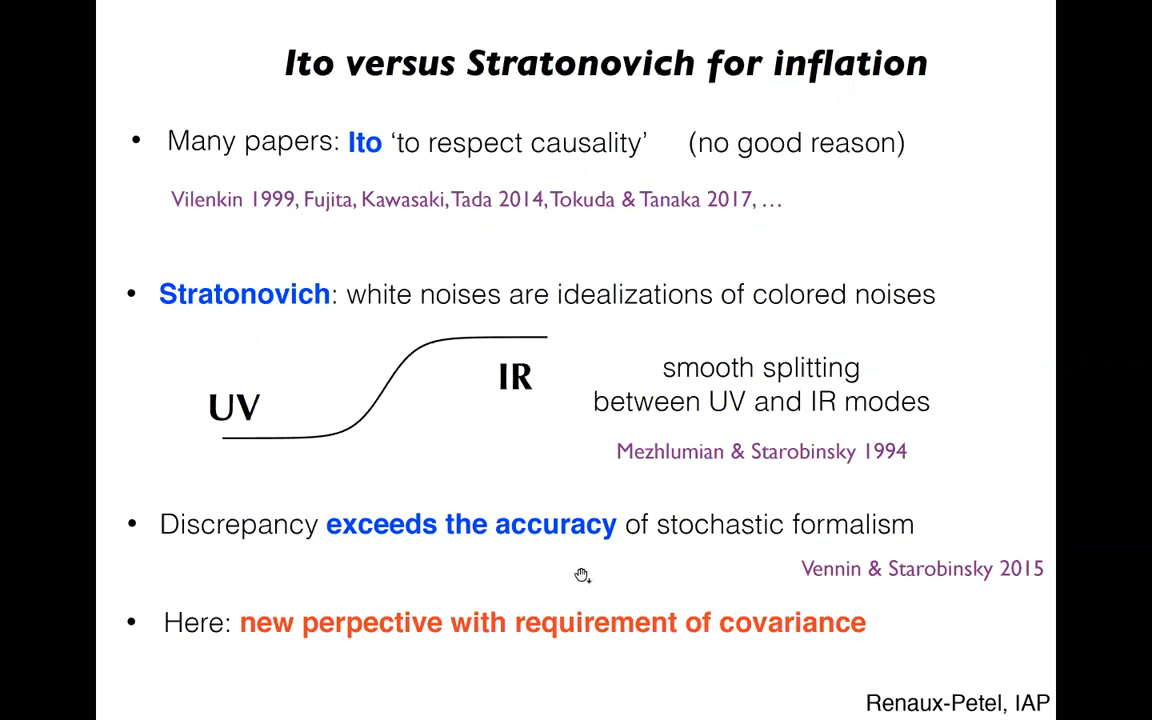 Ito versus Stratonovich for inflation
• Many papers: Ito ‘to respect causality’ (no good reason)
Vilenkin 1999, Fujita, Kawasaki, Tada 2014, Tokuda & Tanaka 2017, …
• Stratonovich: white noises are idealizations of colored noises
UV
IR
smooth splitting
between UV and IR modes
Mezhlumian & Starobinsky 1994
• Discrepancy exceeds the accuracy of stochastic formalism
Vennin & Starobinsky 2015
• Here: new perpective with requirement of covariance
Renaux-Petel, IAP